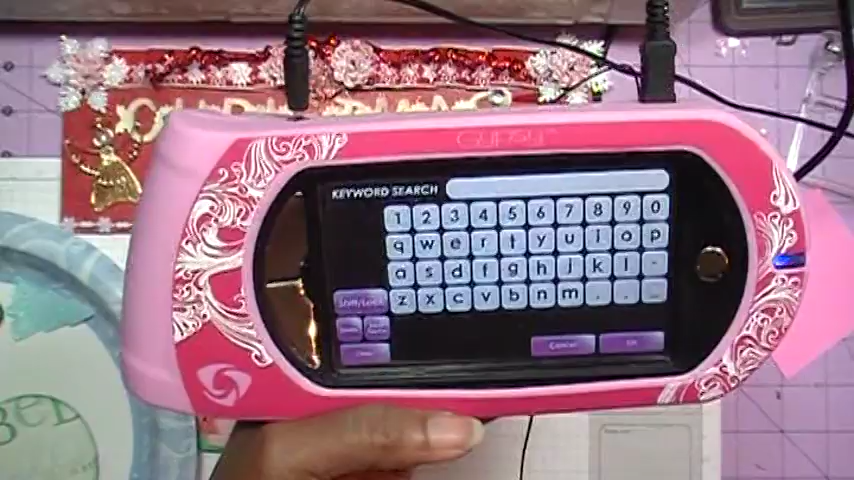 KEYWORD SEARCH
1 2 3 4 5 6 7 8 9 0
q w e r t y u i o p
a s d f g h j k l -
z x c v b n m , . _
Shift/Lock
Cancel OK